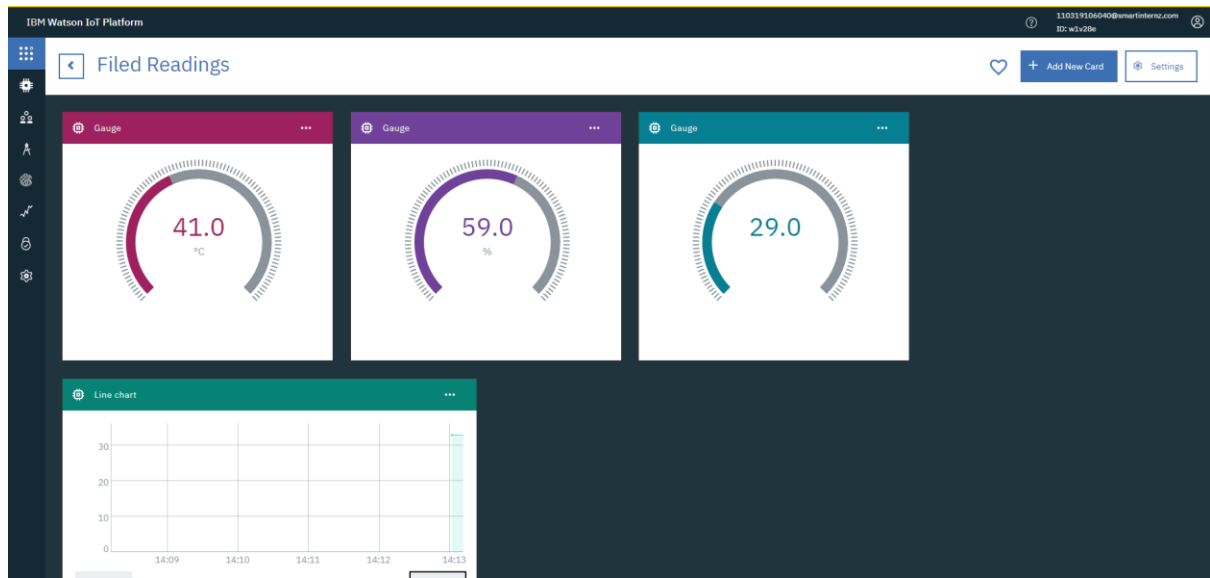 IBM Watson IoT Platform
110319106040@smartinternz.com
ID: w1v28e
Filed Readings
+ Add New Card
Settings
Gauge
Gauge
Gauge
41.0
°C
59.0
%
29.0
Line chart
30
20
10
0
14:09 14:10 14:11 14:12 14:13